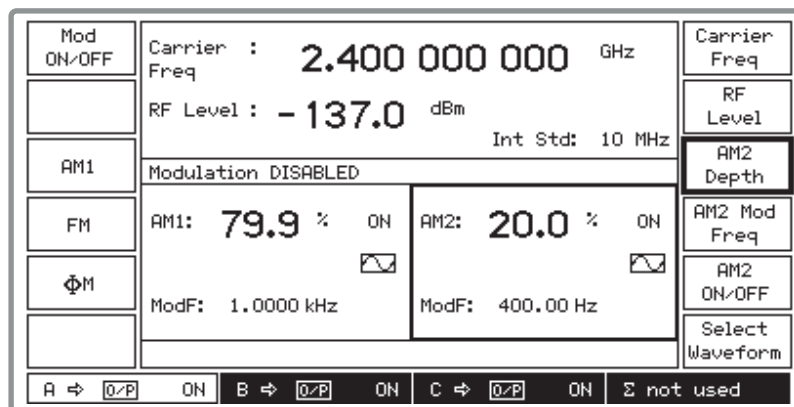 Mod
ON/OFF
AM1
FM
ΦM
Carrier : 2.400 000 000 GHz
Freq
RF Level : -137.0 dBm
Int Std: 10 MHz
Modulation DISABLED
AM1: 79.9 % ON
ModF: 1.0000 kHz
AM2: 20.0 % ON
ModF: 400.00 Hz
Carrier
Freq
RF
Level
AM2
Depth
AM2 Mod
Freq
AM2
ON/OFF
Select
Waveform
A ⇨ O/P ON B ⇨ O/P ON C ⇨ O/P ON Σ not used